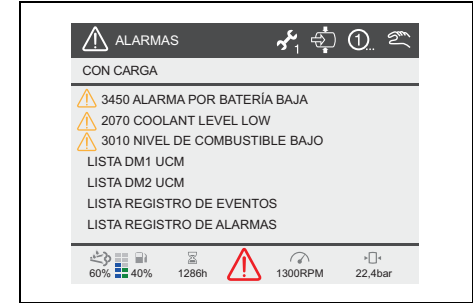 ALARMAS
1
1...
CON CARGA
3450 ALARMA POR BATERÍA BAJA
2070 COOLANT LEVEL LOW
3010 NIVEL DE COMBUSTIBLE BAJO
LISTA DM1 UCM
LISTA DM2 UCM
LISTA REGISTRO DE EVENTOS
LISTA REGISTRO DE ALARMAS
60% 40% 1286h 1300RPM 22,4bar